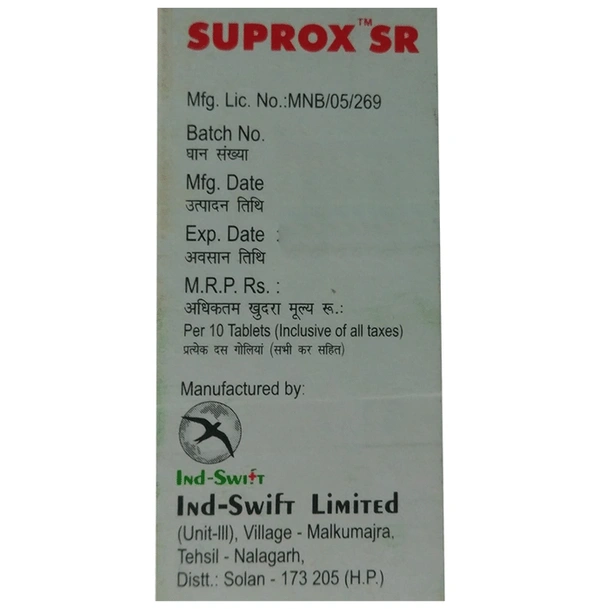 SUPROX™ SR
Mfg. Lic. No.:MNB/05/269
Batch No.
घान संख्या
Mfg. Date
उत्पादन तिथि
Exp. Date :
अवसान तिथि
M.R.P. Rs. :
अधिकतम खुदरा मूल्य रू.:
Per 10 Tablets (Inclusive of all taxes)
प्रत्येक दस गोलियां (सभी कर सहित)
Manufactured by:
Ind-Swift
Ind-Swift Limited
(Unit-III), Village - Malkumajra,
Tehsil - Nalagarh,
Distt.: Solan - 173 205 (H.P.)